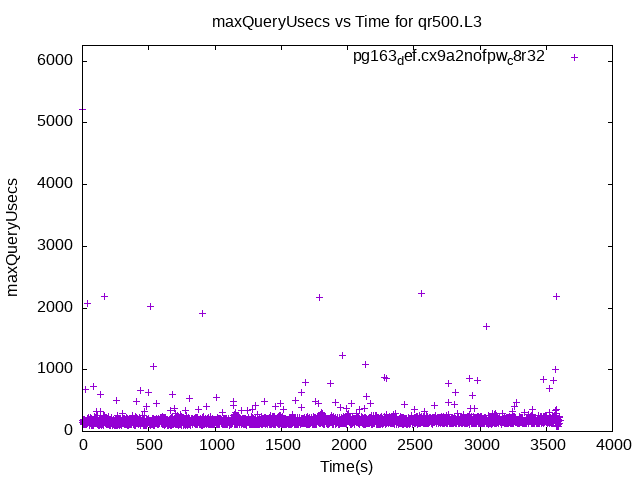 maxQueryUsecs vs Time for qr500.L3
pg163def.cx9a2nofpwc8r32
6000
5000
4000
3000
2000
1000
0
maxQueryUsecs
0 500 1000 1500 2000 2500 3000 3500 4000
Time(s)